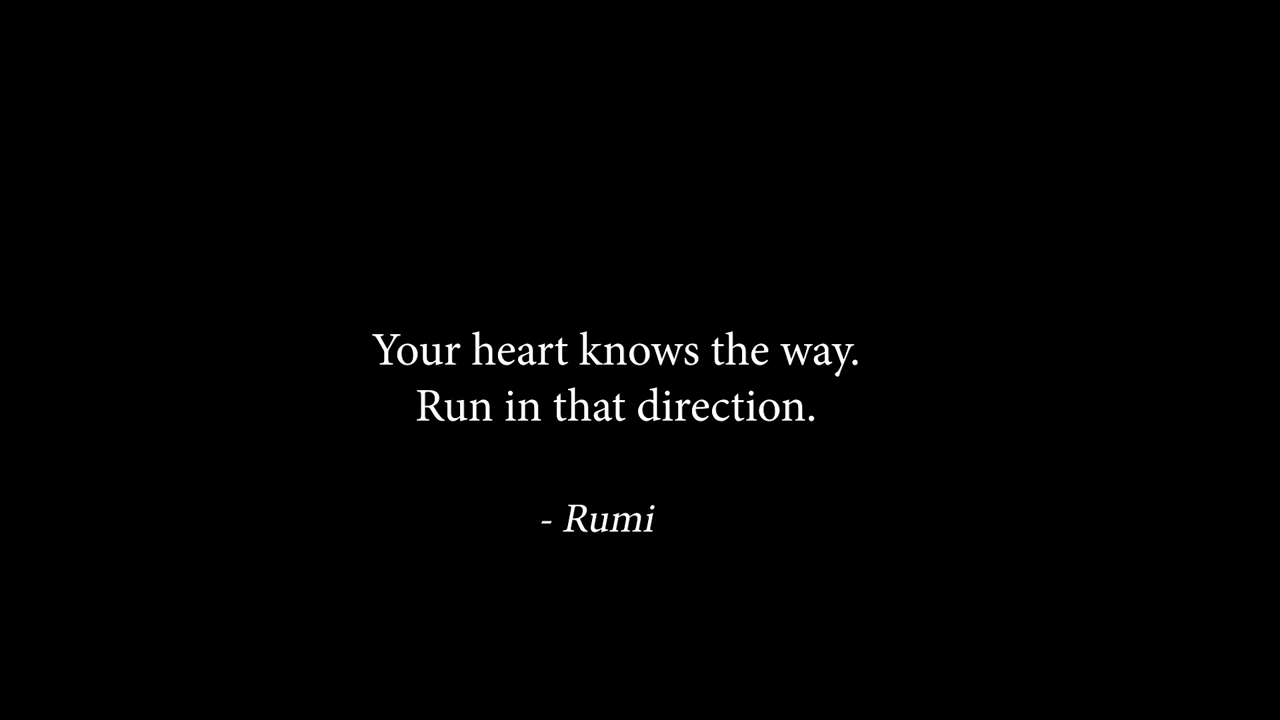 Your heart knows the way.
Run in that direction.
- Rumi